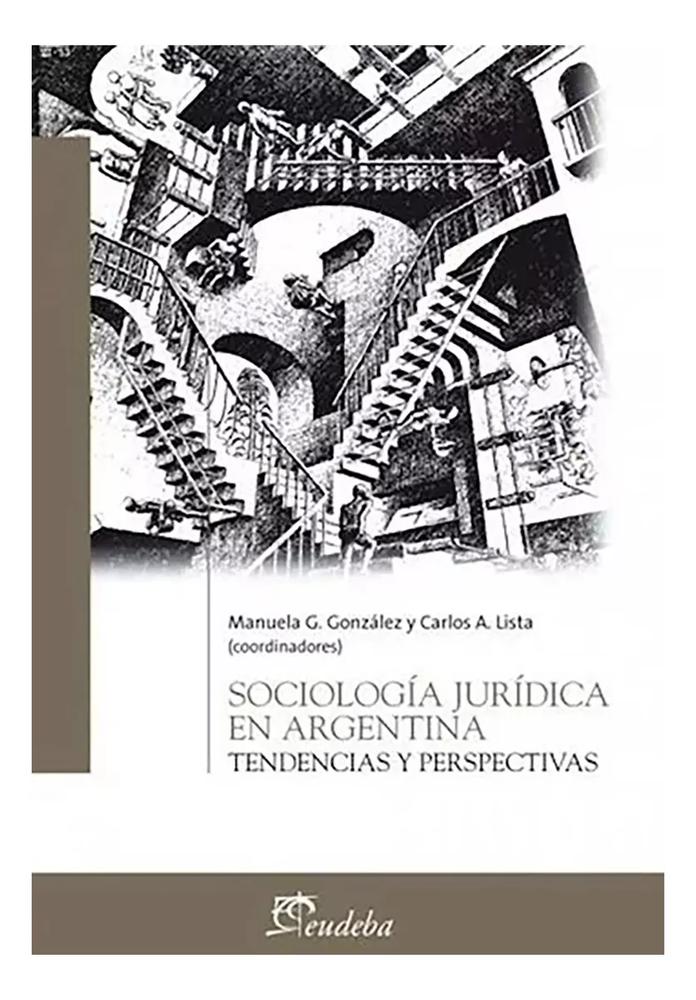 Manuela G. González y Carlos A. Lista
(coordinadores)
SOCIOLOGÍA JURÍDICA
EN ARGENTINA
TENDENCIAS Y PERSPECTIVAS
eudeba